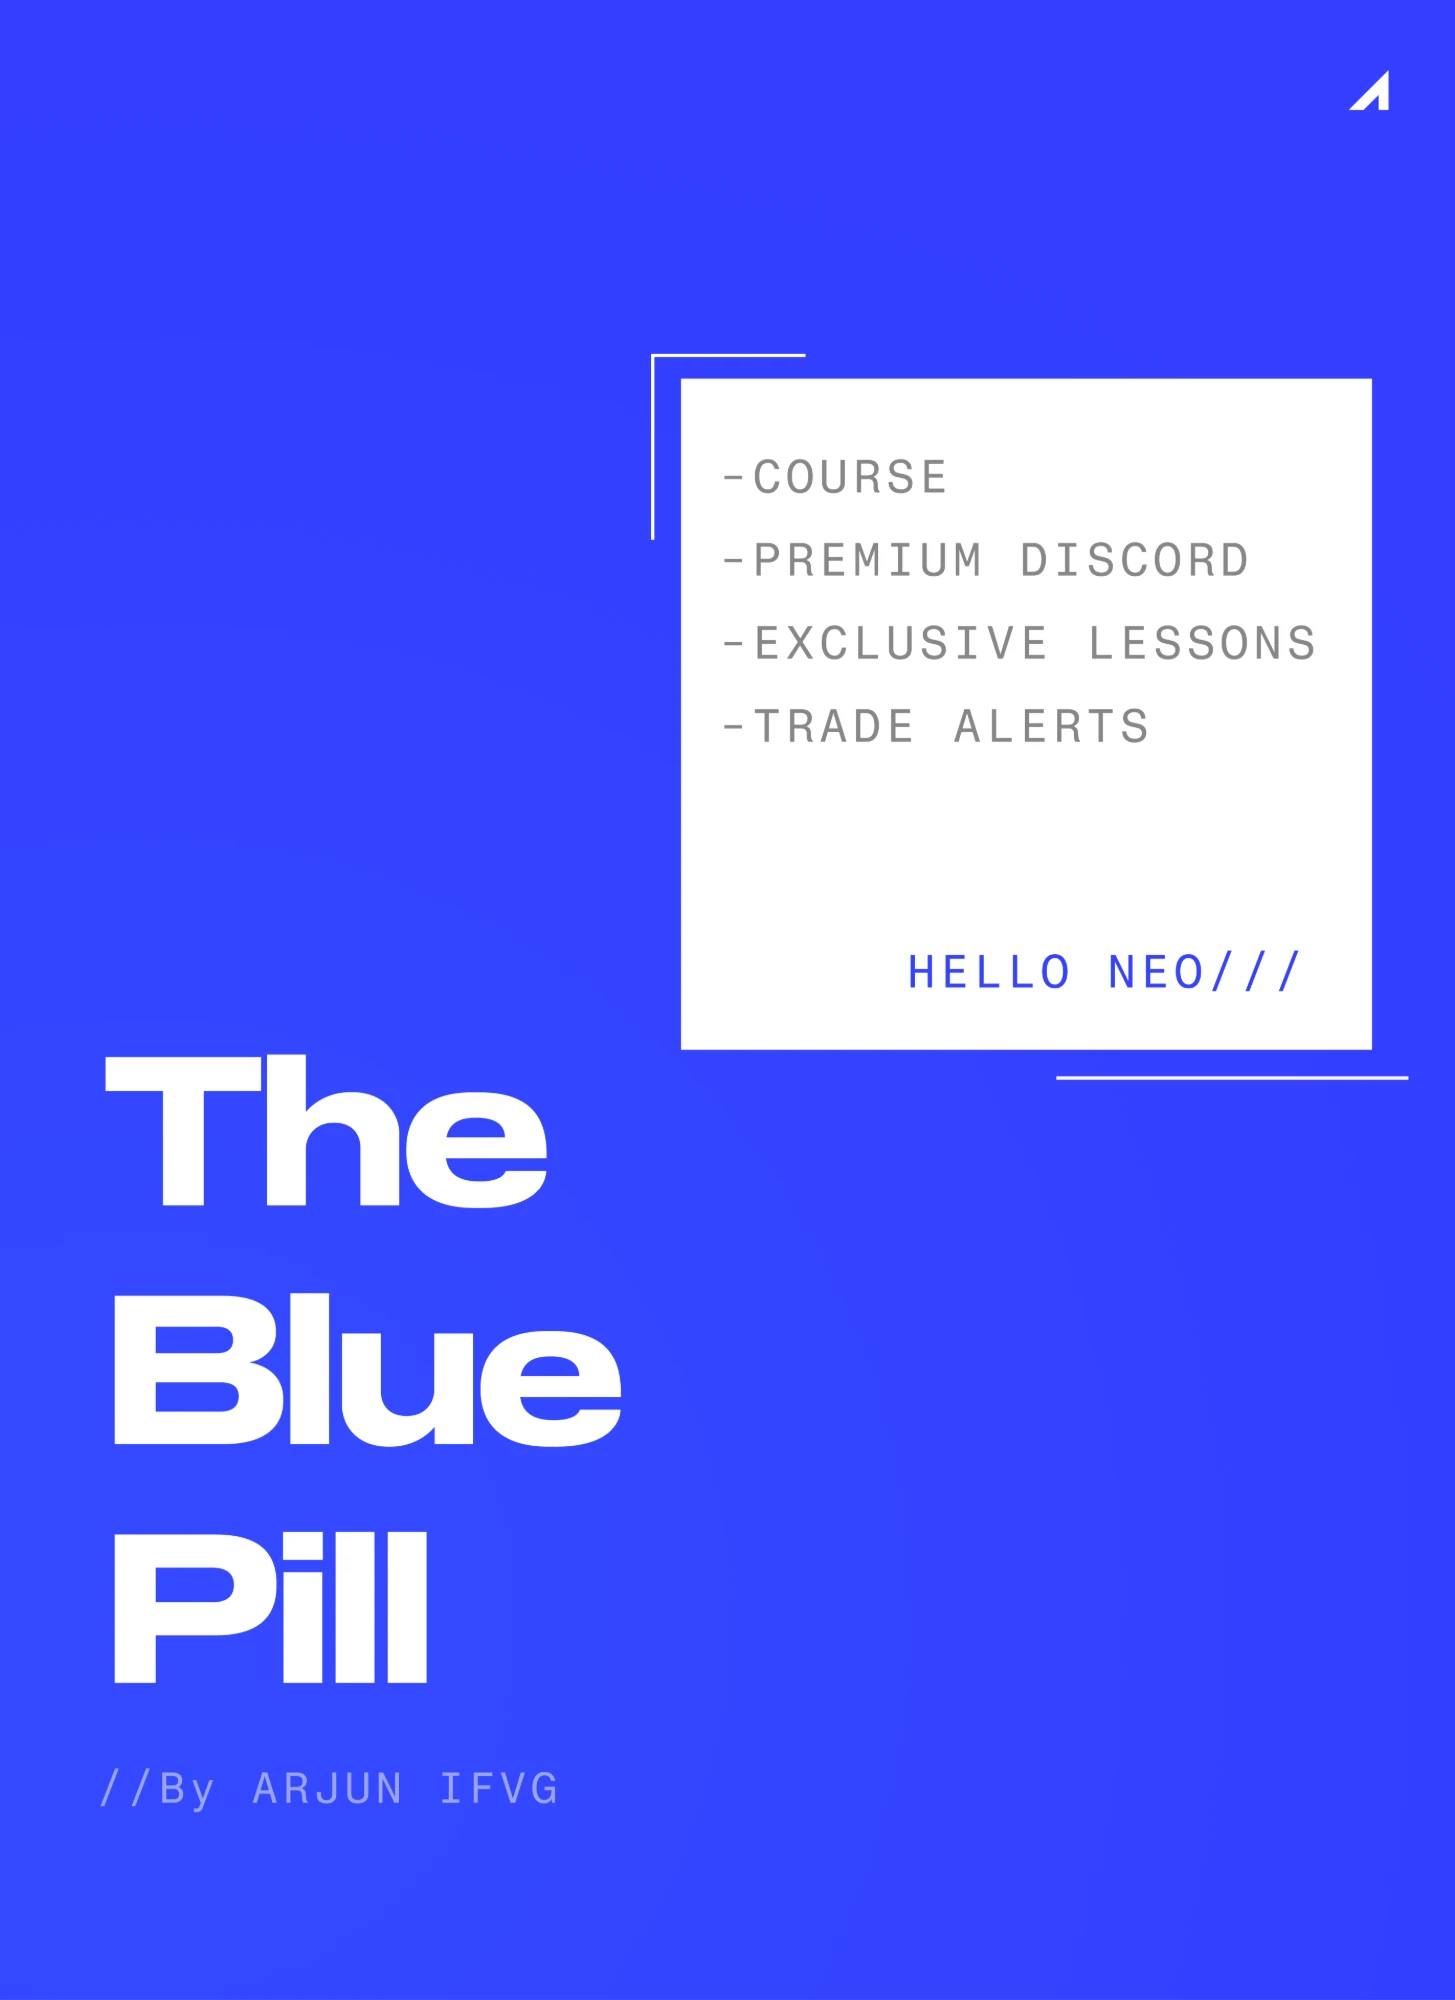 -COURSE
-PREMIUM DISCORD
-EXCLUSIVE LESSONS
-TRADE ALERTS
HELLO NEO///
The
Blue
Pill
//By ARJUN IFVG